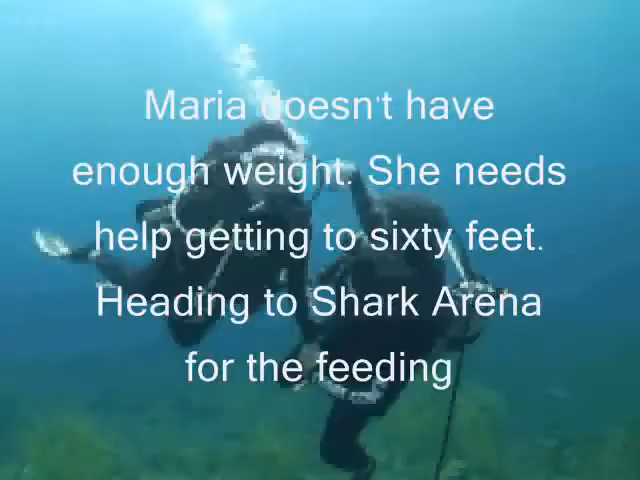 Maria doesn't have
enough weight. She needs
help getting to sixty feet.
Heading to Shark Arena
for the feeding